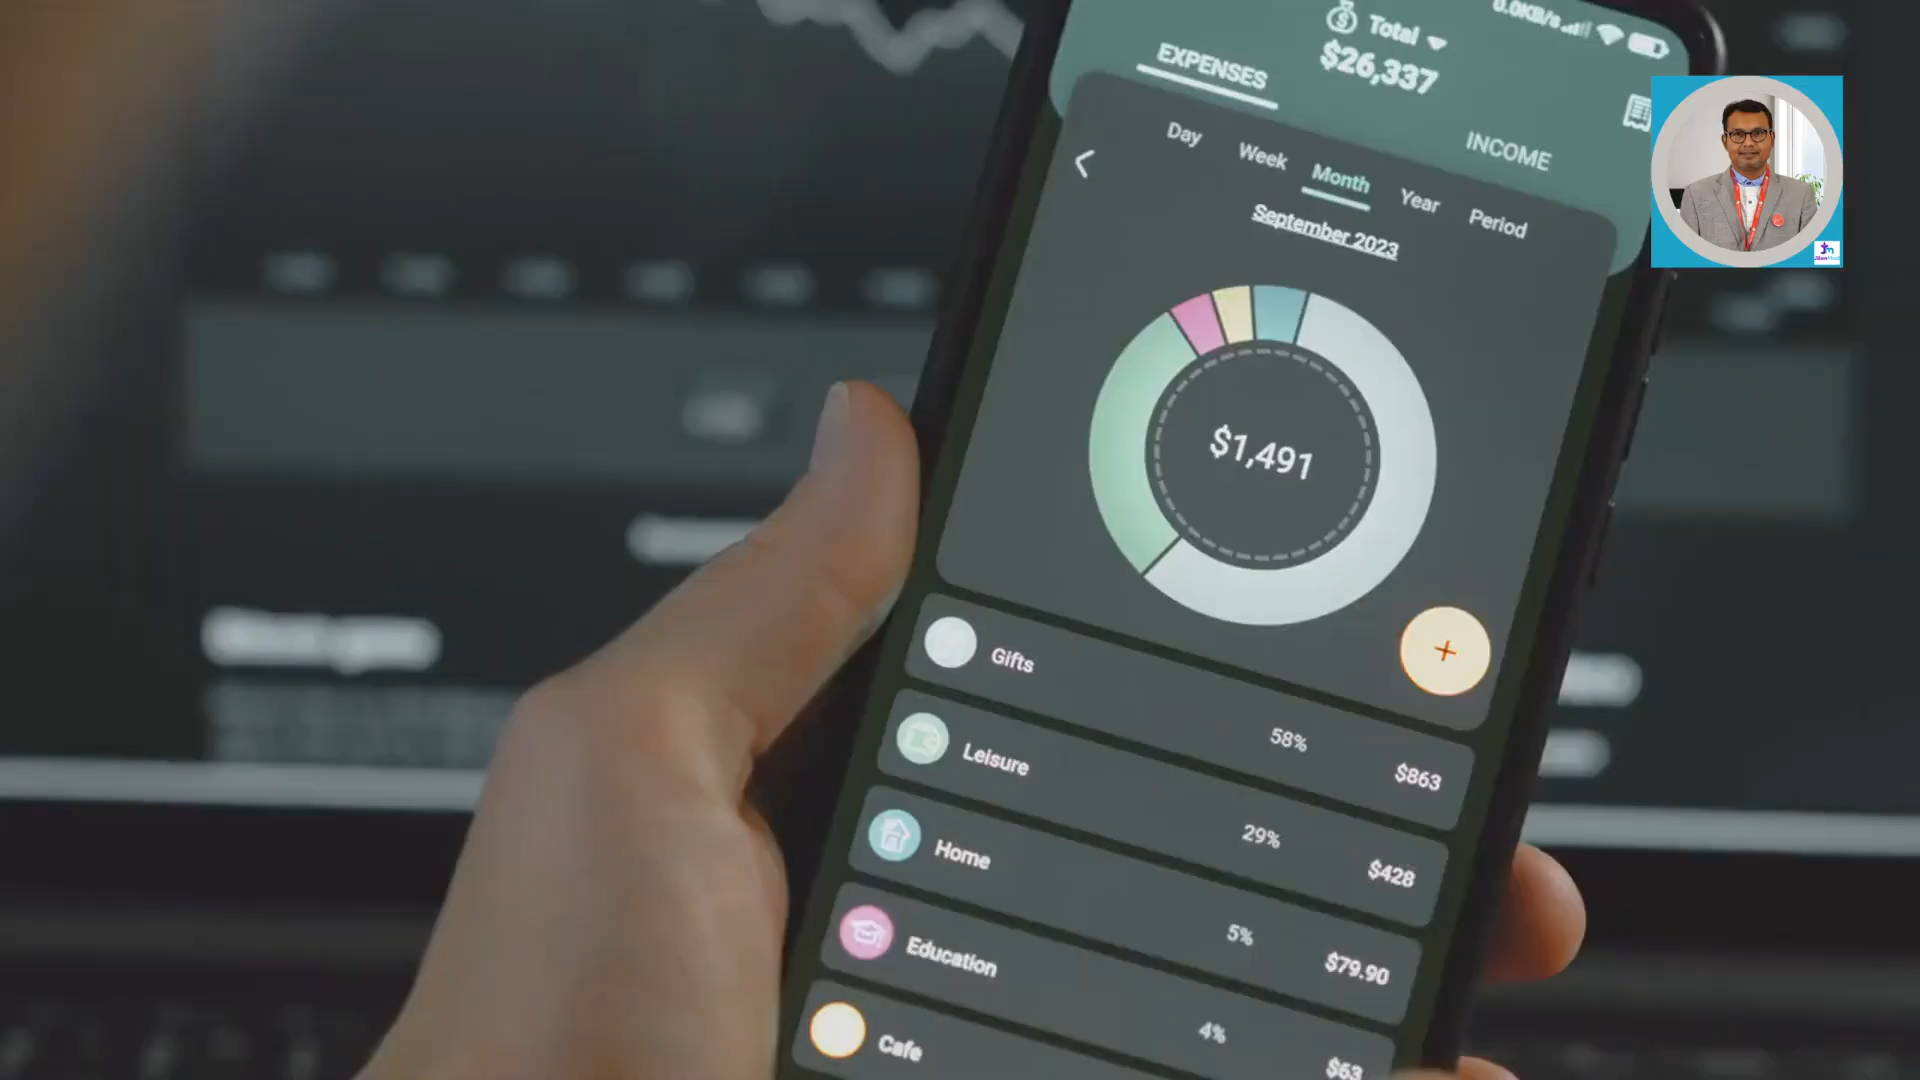 0.0KB/s
Total
$26,337
EXPENSES
INCOME
Day Week Month Year Period
September 2023
$1,491
Gifts 58% $863
Leisure 29% $428
Home 5% $79.90
Education 4% $63
Cafe